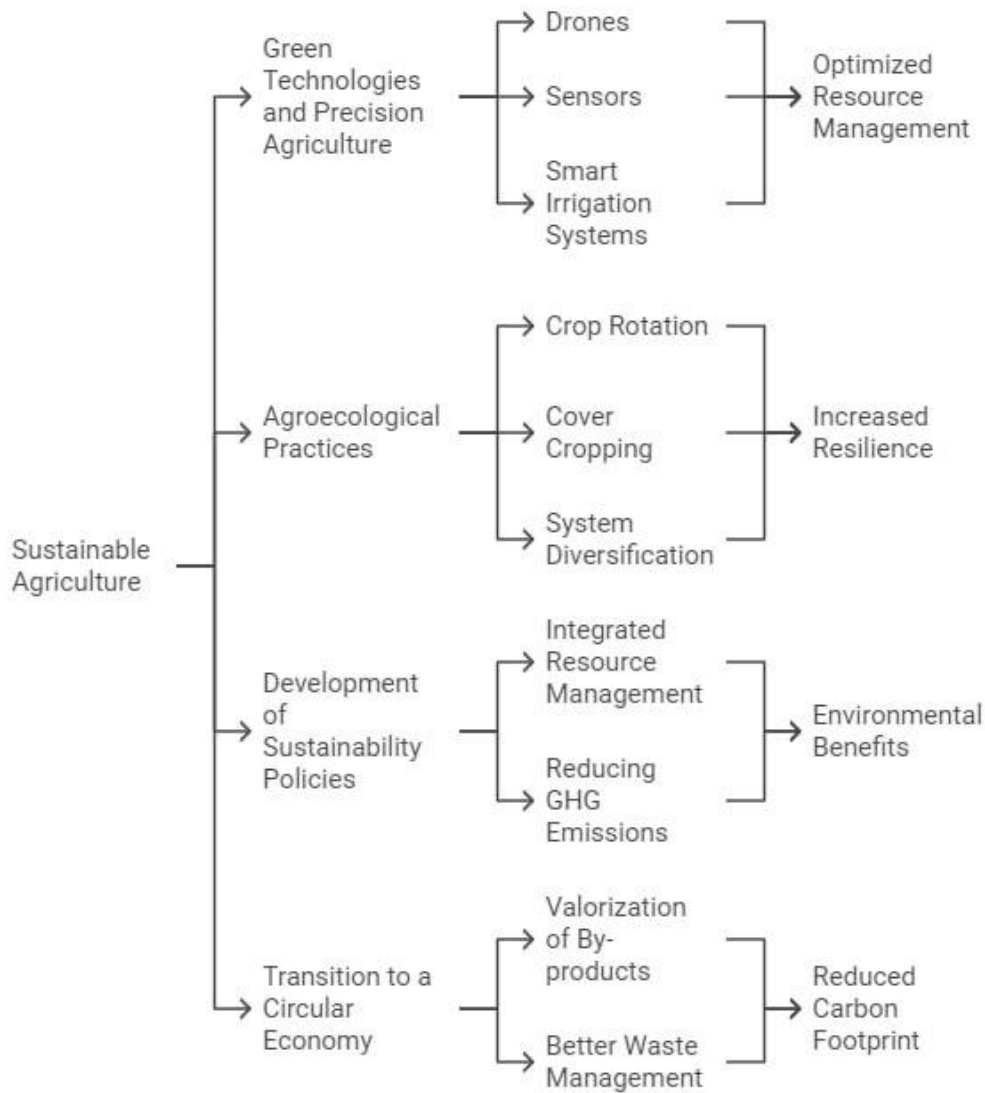 Sustainable
Agriculture
Green
Technologies
and Precision
Agriculture
Drones
Sensors
Smart
Irrigation
Systems
Optimized
Resource
Management
Agroecological
Practices
Crop Rotation
Cover
Cropping
System
Diversification
Increased
Resilience
Development
of
Sustainability
Policies
Integrated
Resource
Management
Reducing
GHG
Emissions
Environmental
Benefits
Transition to a
Circular
Economy
Valorization
of By-
products
Better Waste
Management
Reduced
Carbon
Footprint